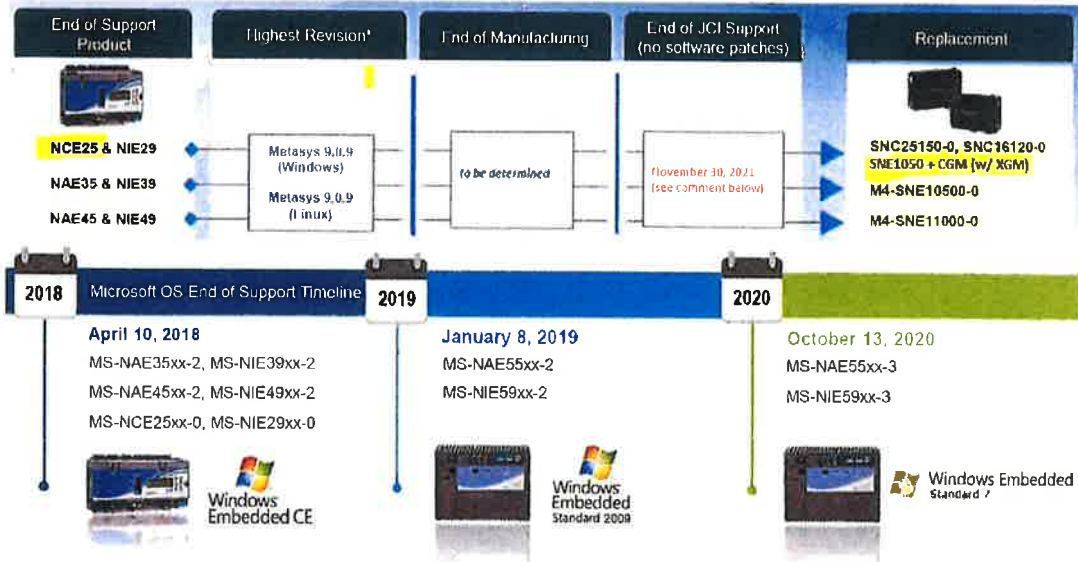 End of Support
Product
Highest Revision*
End of Manufacturing
End of JCI Support
(no software patches)
Replacement
NCE25 & NIE29
NAE35 & NIE39
NAE45 & NIE49
Metasys 9.0.9
(Windows)
Metasys 9.0.9
(Linux)
to be determined
November 30, 2021
(see comment below)
SNC25150-0, SNC16120-0
SNE1050 + CGM (w/ XGM)
M4-SNE10500-0
M4-SNE11000-0
2018
Microsoft OS End of Support Timeline
2019
2020
April 10, 2018
MS-NAE35xx-2, MS-NIE39xx-2
MS-NAE45xx-2, MS-NIE49xx-2
MS-NCE25xx-0, MS-NIE29xx-0
Windows
Embedded CE
January 8, 2019
MS-NAE55xx-2
MS-NIE59xx-2
Windows
Embedded
Standard 2009
October 13, 2020
MS-NAE55xx-3
MS-NIE59xx-3
Windows Embedded
Standard 7